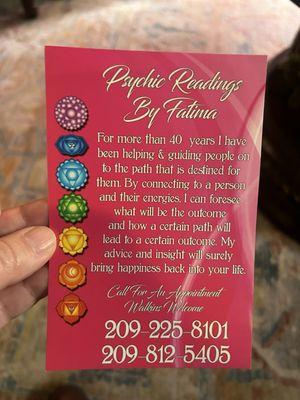 Psychic Readings
By Fatima
For more than 40 years I have
been helping & guiding people on
to the path that is destined for
them. By connecting to a person
and their energies, I can foresee
what will be the outcome
and how a certain path will
lead to a certain outcome. My
advice and insight will surely
bring happiness back into your life.
Call For An Appointment
Walkins Welcome
209-225-8101
209-812-5405